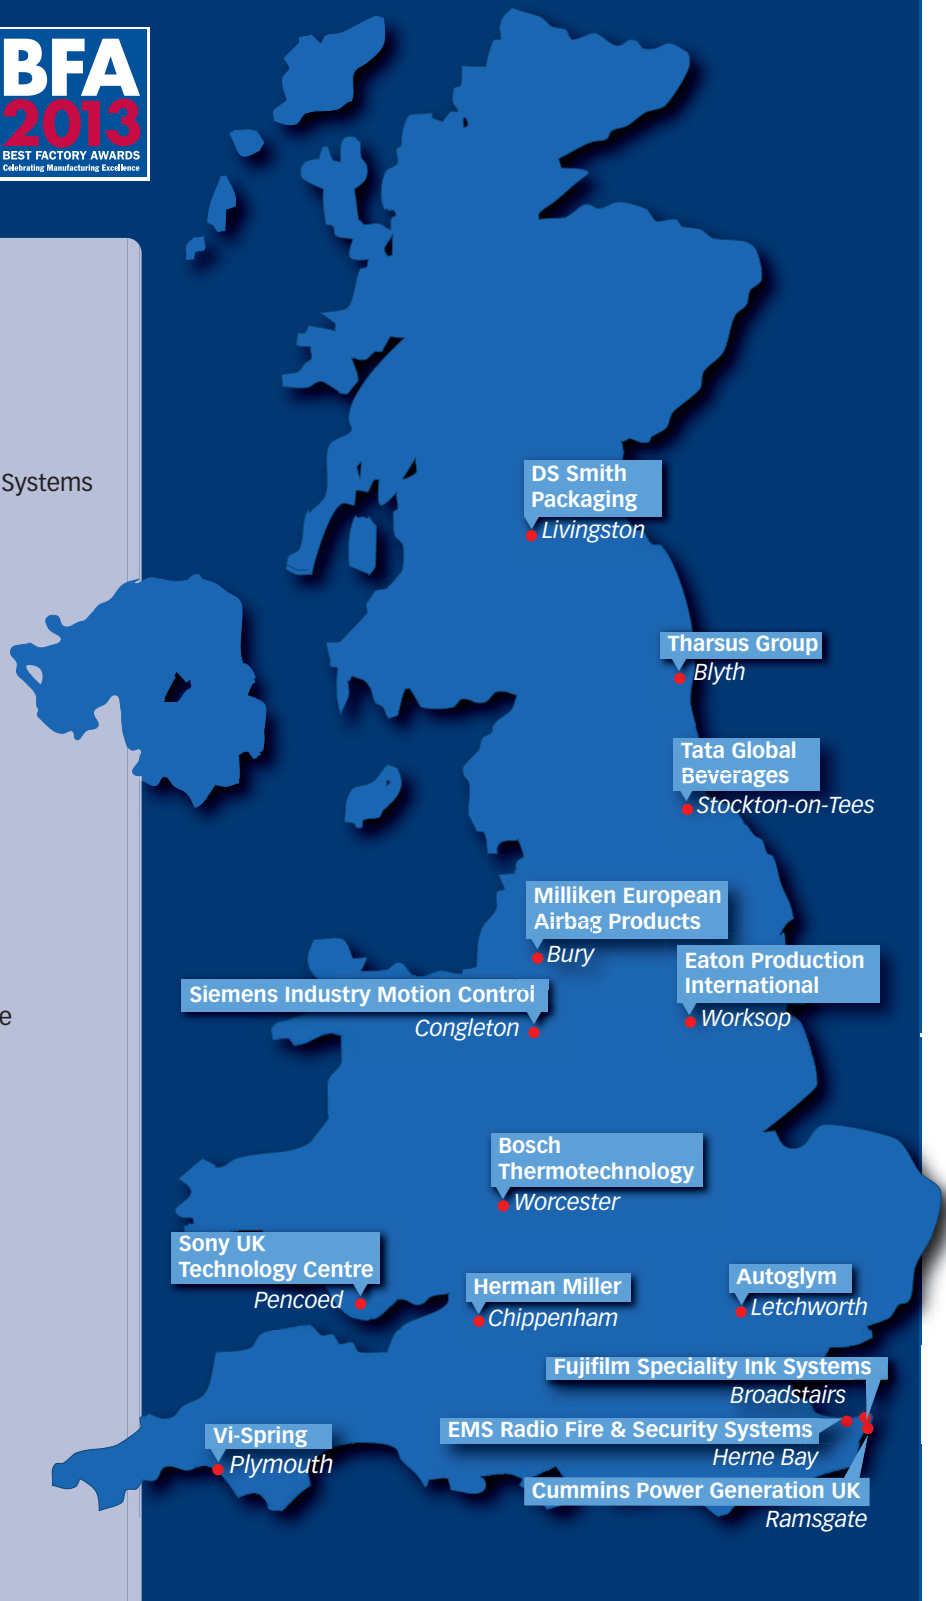 BFA
2013
BEST FACTORY AWARDS
Celebrating Manufacturing Excellence
Systems
e
DS Smith
Packaging
Livingston
Tharsus Group
Blyth
Tata Global
Beverages
Stockton-on-Tees
Milliken European
Airbag Products
Bury
Eaton Production
International
Worksop
Siemens Industry Motion Control
Congleton
Bosch
Thermotechnology
Worcester
Sony UK
Technology Centre
Pencoed
Herman Miller
Chippenham
Autoglym
Letchworth
Fujifilm Speciality Ink Systems
Broadstairs
EMS Radio Fire & Security Systems
Herne Bay
Vi-Spring
Plymouth
Cummins Power Generation UK
Ramsgate